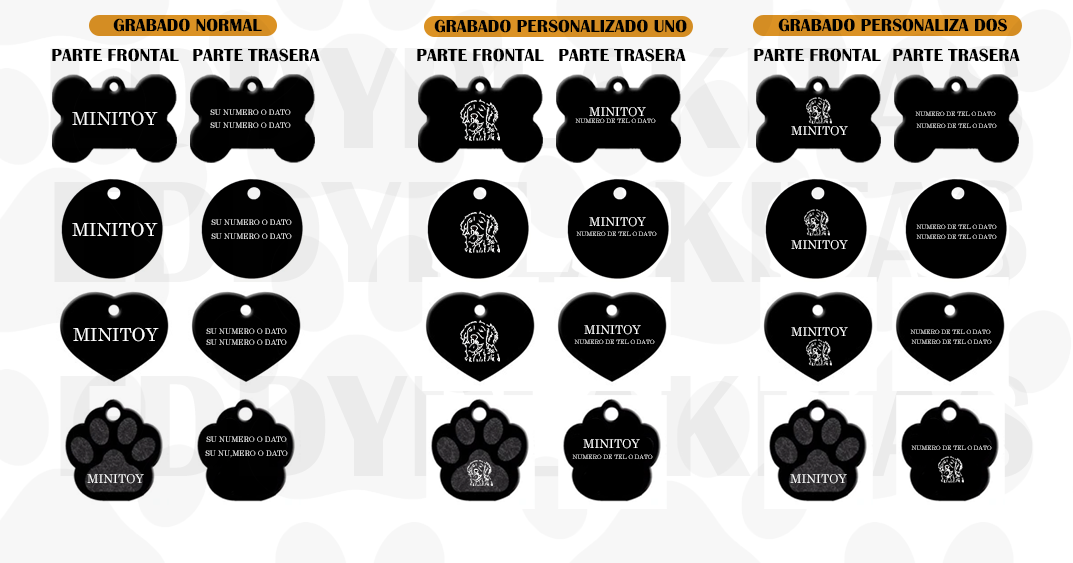 GRABADO NORMAL
PARTE FRONTAL PARTE TRASERA
MINITOY
SU NUMERO O DATO
SU NUMERO O DATO
MINITOY
SU NUMERO O DATO
SU NUMERO O DATO
MINITOY
SU NUMERO O DATO
SU NUMERO O DATO
MINITOY
SU NUMERO O DATO
SU NU,MERO O DATO
GRABADO PERSONALIZADO UNO
PARTE FRONTAL PARTE TRASERA
MINITOY
NUMERO DE TEL O DATO
MINITOY
NUMERO DE TEL O DATO
MINITOY
NUMERO DE TEL O DATO
MINITOY
NUMERO DE TEL O DATO
GRABADO PERSONALIZA DOS
PARTE FRONTAL PARTE TRASERA
MINITOY
NUMERO DE TEL O DATO
NUMERO DE TEL O DATO
MINITOY
NUMERO DE TEL O DATO
NUMERO DE TEL O DATO
MINITOY
NUMERO DE TEL O DATO
NUMERO DE TEL O DATO
MINITOY
NUMERO DE TEL O DATO